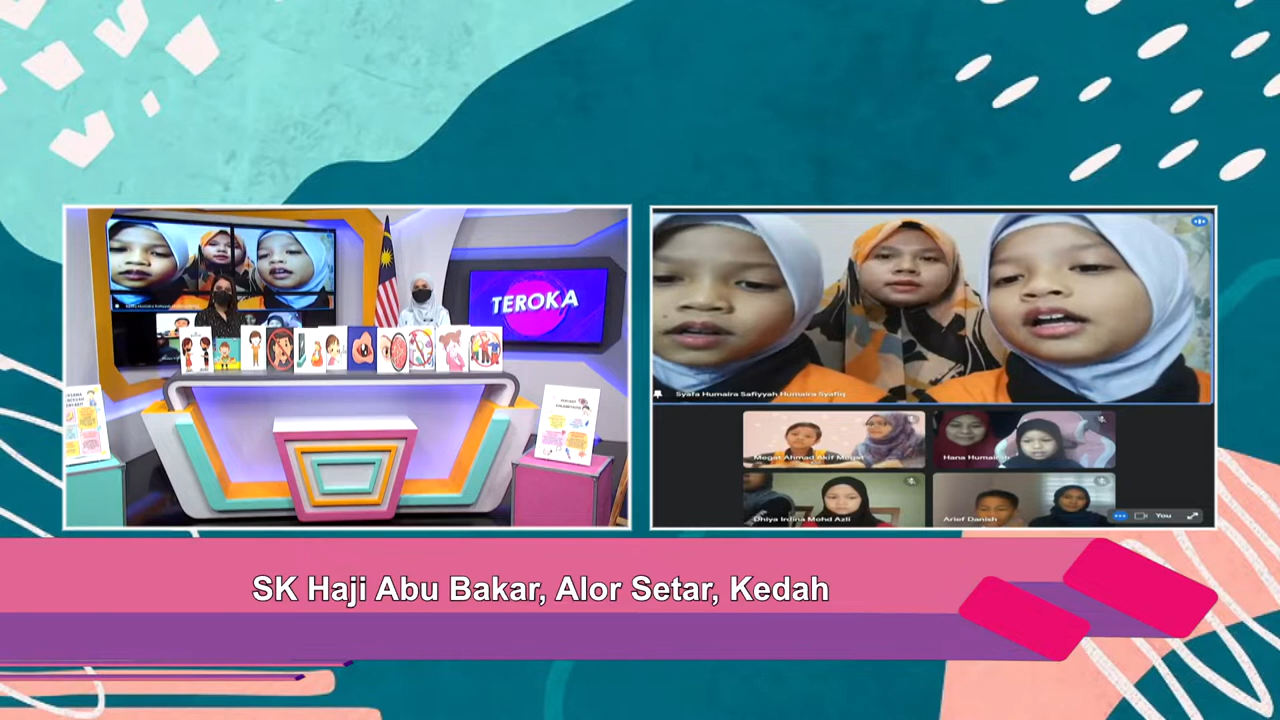 TEROKA
Syafa Humaira Safiyyah Humaira Syafiq
Megat Ahmad Akif Megat
Hana Humairah
Dhiya Irdina Mohd Azli
Arief Danish
You
SK Haji Abu Bakar, Alor Setar, Kedah